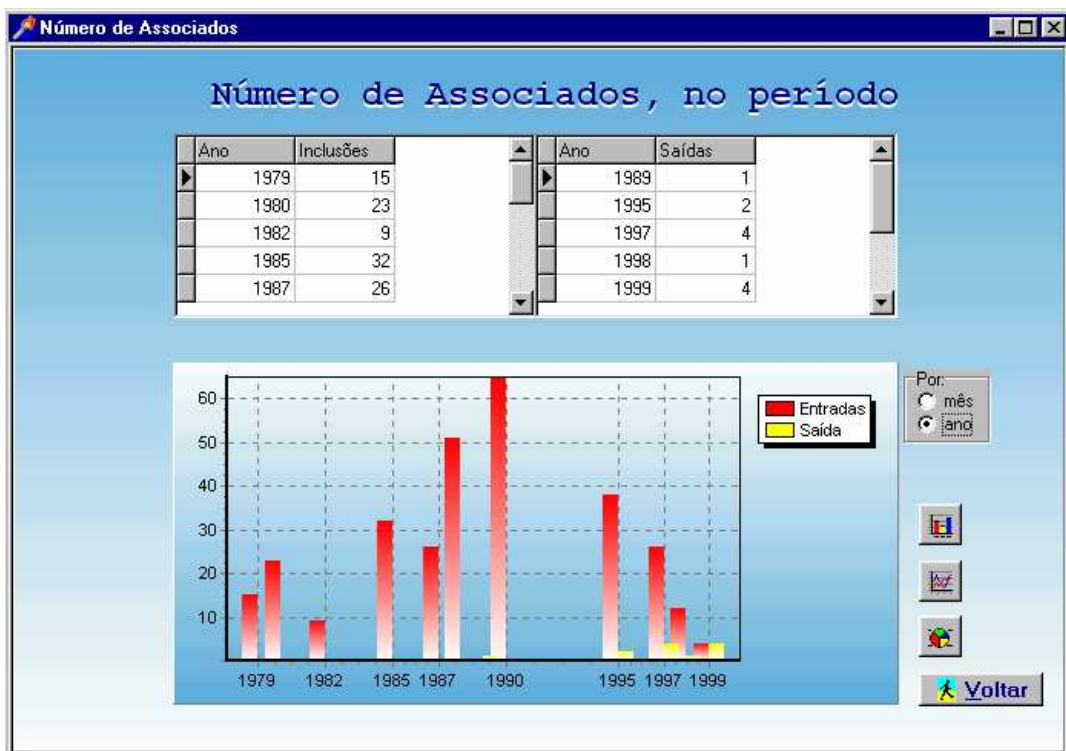 Número de Associados
Número de Associados, no período
Ano Inclusões
1979 15
1980 23
1982 9
1985 32
1987 26
Ano Saídas
1989 1
1995 2
1997 4
1998 1
1999 4
60
50
40
30
20
10
1979 1982 1985 1987 1990 1995 1997 1999
Entradas
Saída
Por:
mês
ano
Voltar